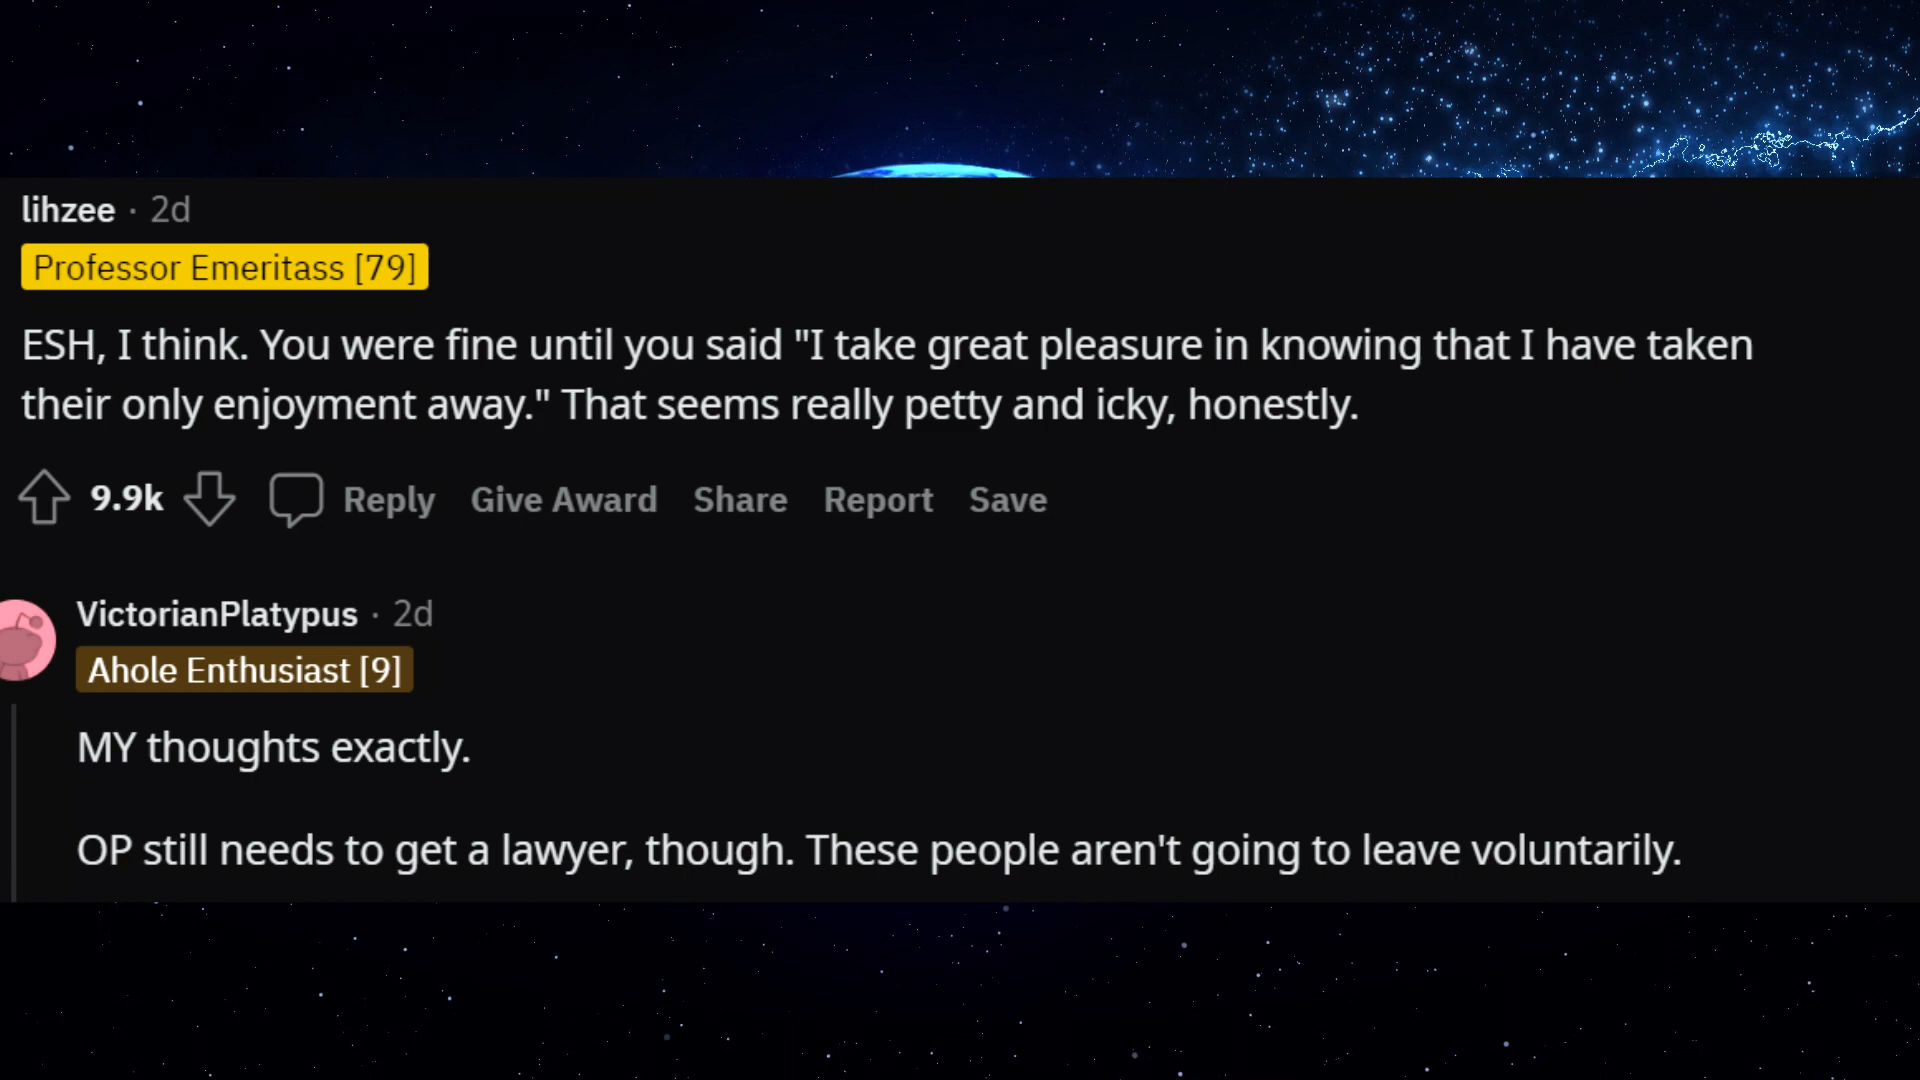 lihzee · 2d
Professor Emeritass [79]
ESH, I think. You were fine until you said "I take great pleasure in knowing that I have taken
their only enjoyment away." That seems really petty and icky, honestly.
9.9k Reply Give Award Share Report Save
VictorianPlatypus · 2d
Ahole Enthusiast [9]
MY thoughts exactly.
OP still needs to get a lawyer, though. These people aren't going to leave voluntarily.